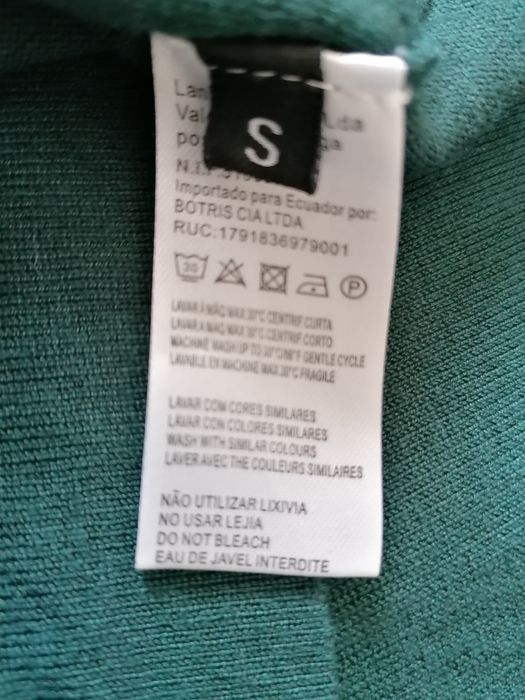 S
Importado para Ecuador por:
BOTRIS CIA LTDA
RUC:1791836979001
30
P
LAVAR À MÃO MAX 30°C CENTRIF. CURTA
LAVAR A MAO MAX 30°C CENTRIF. CORTO
MACHINE WASH UP TO 30°C/86°F GENTLE CYCLE
LAVABLE EN MACHINE MAX 30°C FRAGILE
LAVAR COM CORES SIMILARES
LAVAR CON COLORES SIMILARES
WASH WITH SIMILAR COLOURS
LAVER AVEC THE COULEURS SIMILAIRES
NÃO UTILIZAR LIXIVIA
NO USAR LEJIA
DO NOT BLEACH
EAU DE JAVEL INTERDITE